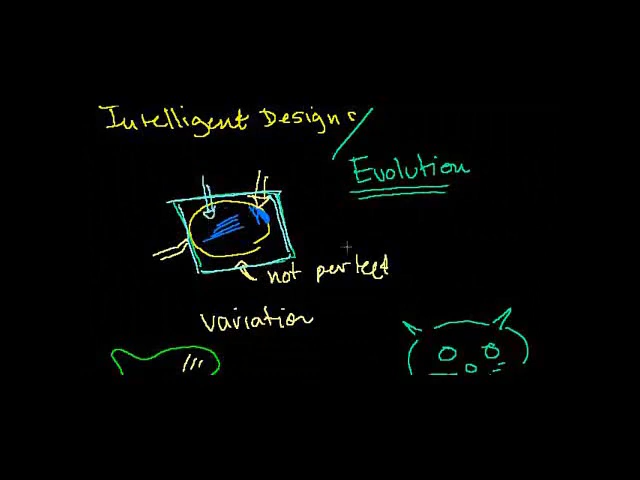 Intelligent Design /
Evolution
not perfect
variation